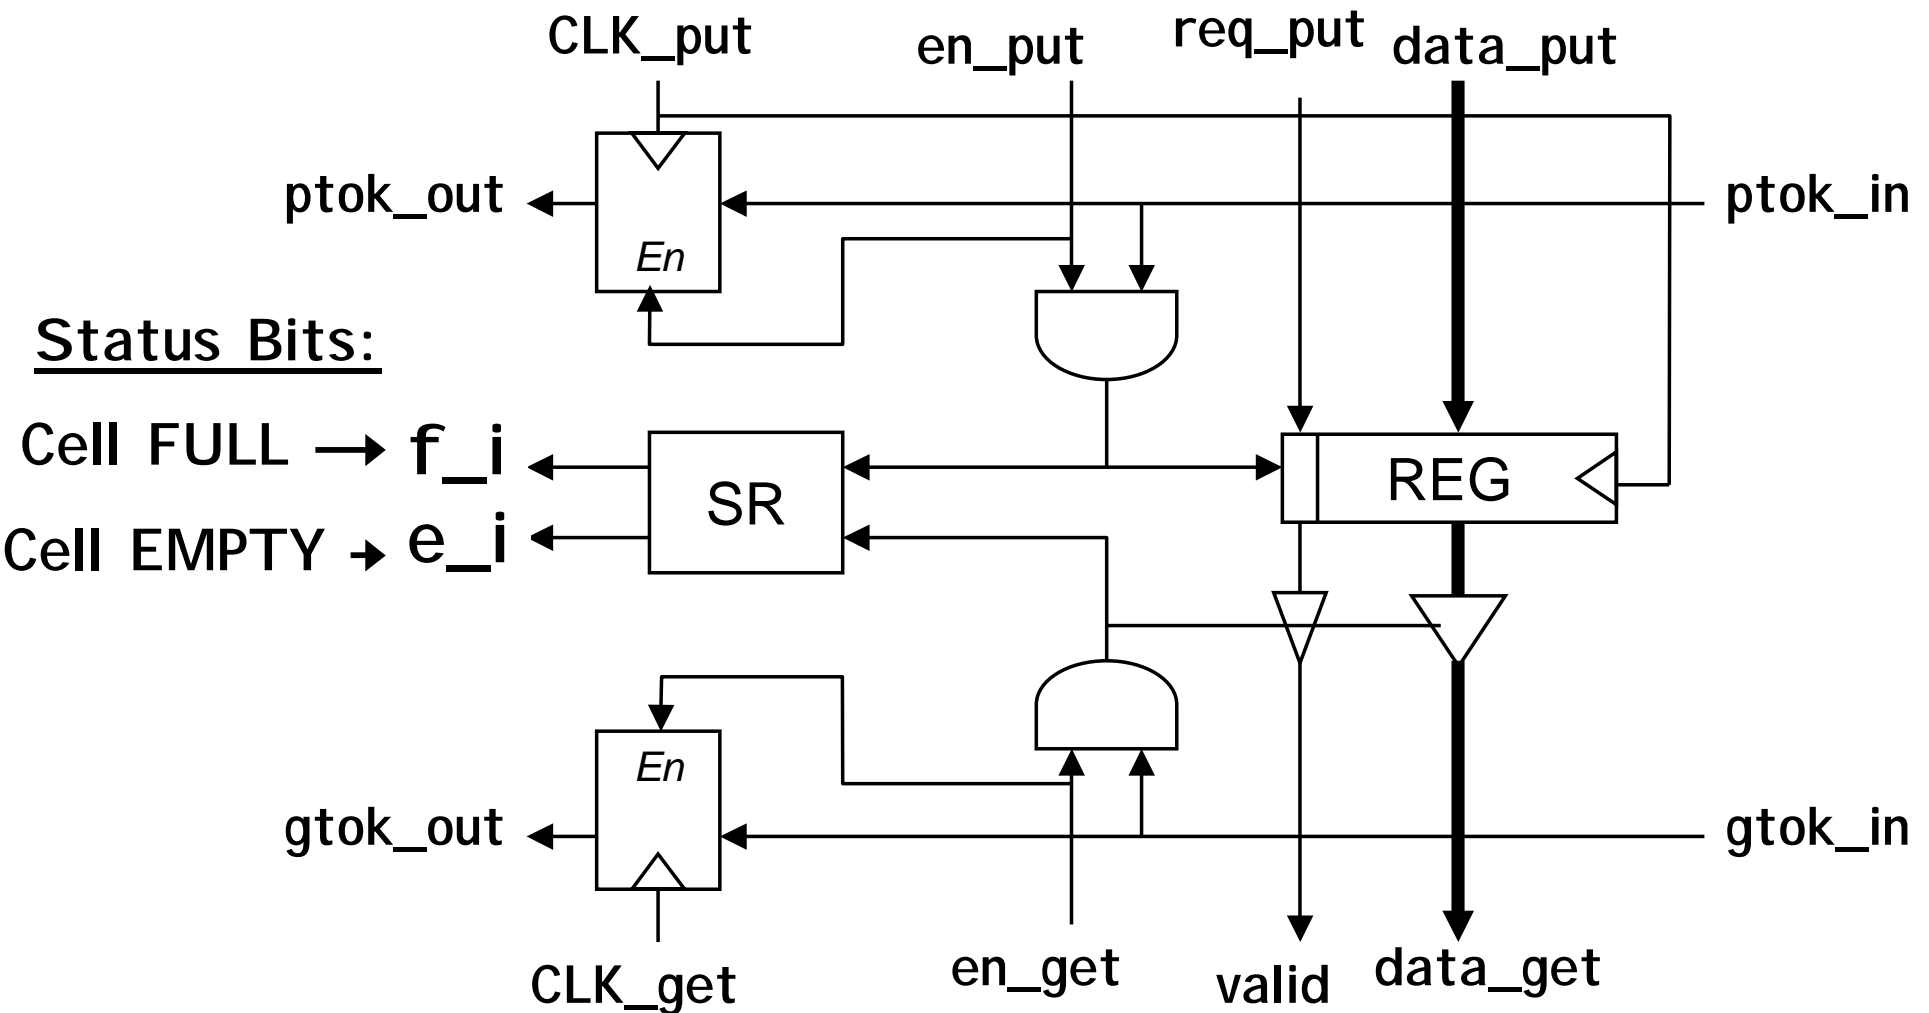 CLK_put
en_put
req_put
data_put
ptok_out
ptok_in
En
Status Bits:
Cell FULL → f_i
SR
REG
Cell EMPTY → e_i
En
gtok_out
gtok_in
CLK_get
en_get
valid
data_get